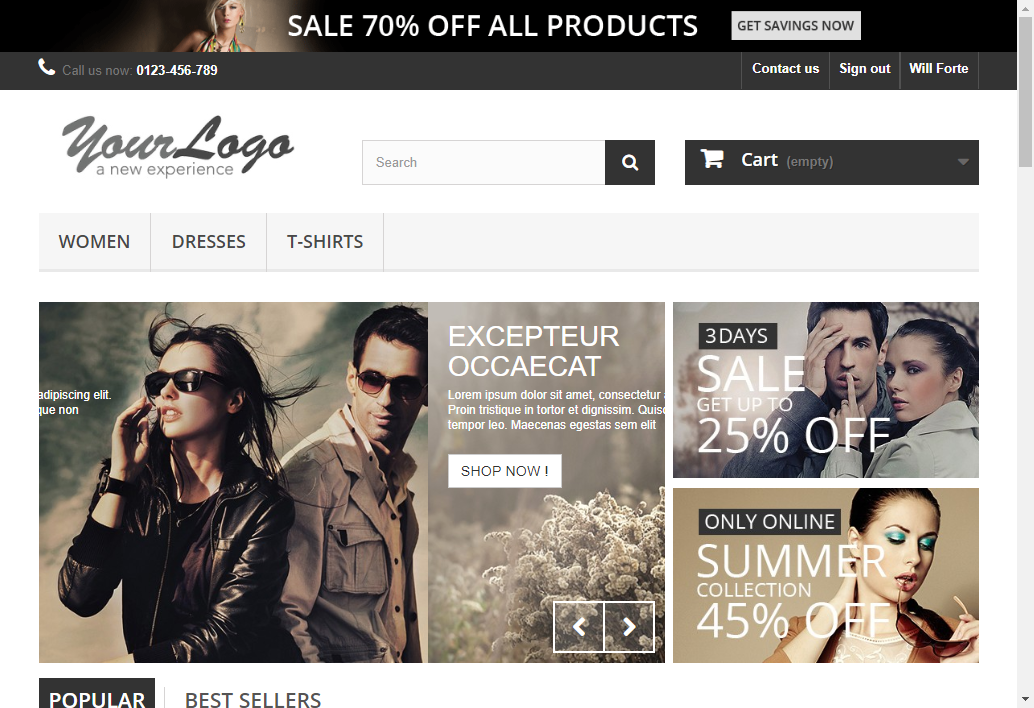 SALE 70% OFF ALL PRODUCTS
GET SAVINGS NOW
Call us now: 0123-456-789
Contact us
Sign out
Will Forte
YourLogo
a new experience
Search
Cart (empty)
WOMEN
DRESSES
T-SHIRTS
adipiscing elit.
que non
EXCEPTEUR
OCCAECAT
Lorem ipsum dolor sit amet, consectetur
Proin tristique in tortor et dignissim. Quisq
tempor leo. Maecenas egestas sem elit
SHOP NOW !
3 DAYS
SALE
GET UP TO
25% OFF
ONLY ONLINE
SUMMER
COLLECTION
45% OFF
POPULAR
BEST SELLERS